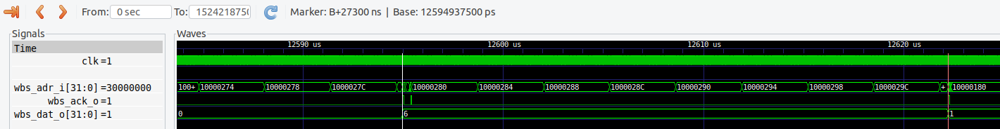 From: 0 sec To: 1524218750 Marker: B+27300 ns | Base: 12594937500 ps
Signals Waves
Time 12590 us 12600 us 12610 us 12620 us
clk =1
wbs_adr_i[31:0] =30000000 100+ 10000274 10000278 1000027C 10000280 10000284 10000288 1000028C 10000290 10000294 10000298 1000029C + 10000180
wbs_ack_o =1
wbs_dat_o[31:0] =1 0 6 1